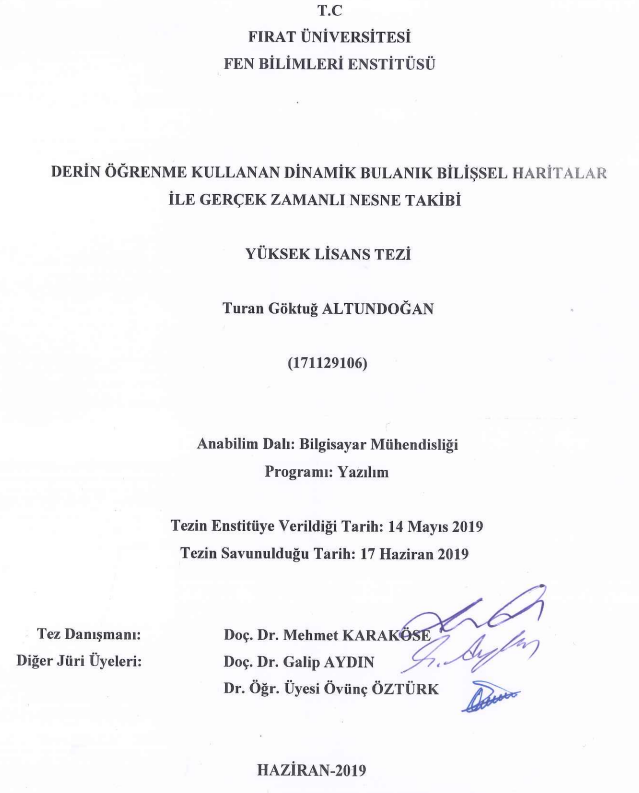 T.C
FIRAT ÜNİVERSİTESİ
FEN BİLİMLERİ ENSTİTÜSÜ
DERİN ÖĞRENME KULLANAN DİNAMİK BULANIK BİLİŞSEL HARİTALAR
İLE GERÇEK ZAMANLI NESNE TAKİBİ
YÜKSEK LİSANS TEZİ
Turan Göktuğ ALTUNDOĞAN
(171129106)
Anabilim Dalı: Bilgisayar Mühendisliği
Programı: Yazılım
Tezin Enstitüye Verildiği Tarih: 14 Mayıs 2019
Tezin Savunulduğu Tarih: 17 Haziran 2019
Tez Danışmanı: Doç. Dr. Mehmet KARAKÖSE
Diğer Jüri Üyeleri: Doç. Dr. Galip AYDIN
Dr. Öğr. Üyesi Övünç ÖZTÜRK
HAZİRAN-2019